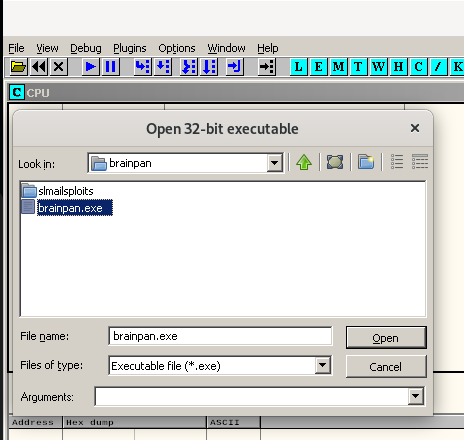 File View Debug Plugins Options Window Help
L E M T W H C / K
C CPU
Open 32-bit executable
Look in: brainpan
slmailsploits
brainpan.exe
File name: brainpan.exe Open
Files of type: Executable file (*.exe) Cancel
Arguments:
Address Hex dump ASCII